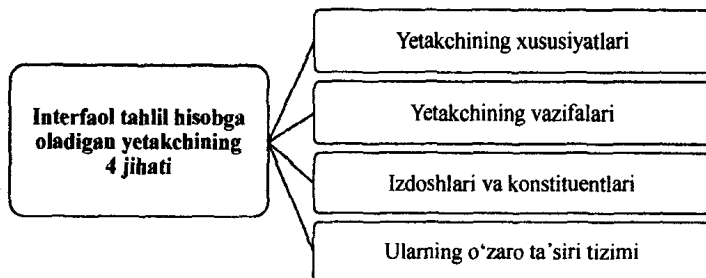 Interfaol tahlil hisobga
oladigan yetakchining
4 jihati
Yetakchining xususiyatlari
Yetakchining vazifalari
Izdoshlari va konstituentlari
Ularning o‘zaro ta’siri tizimi